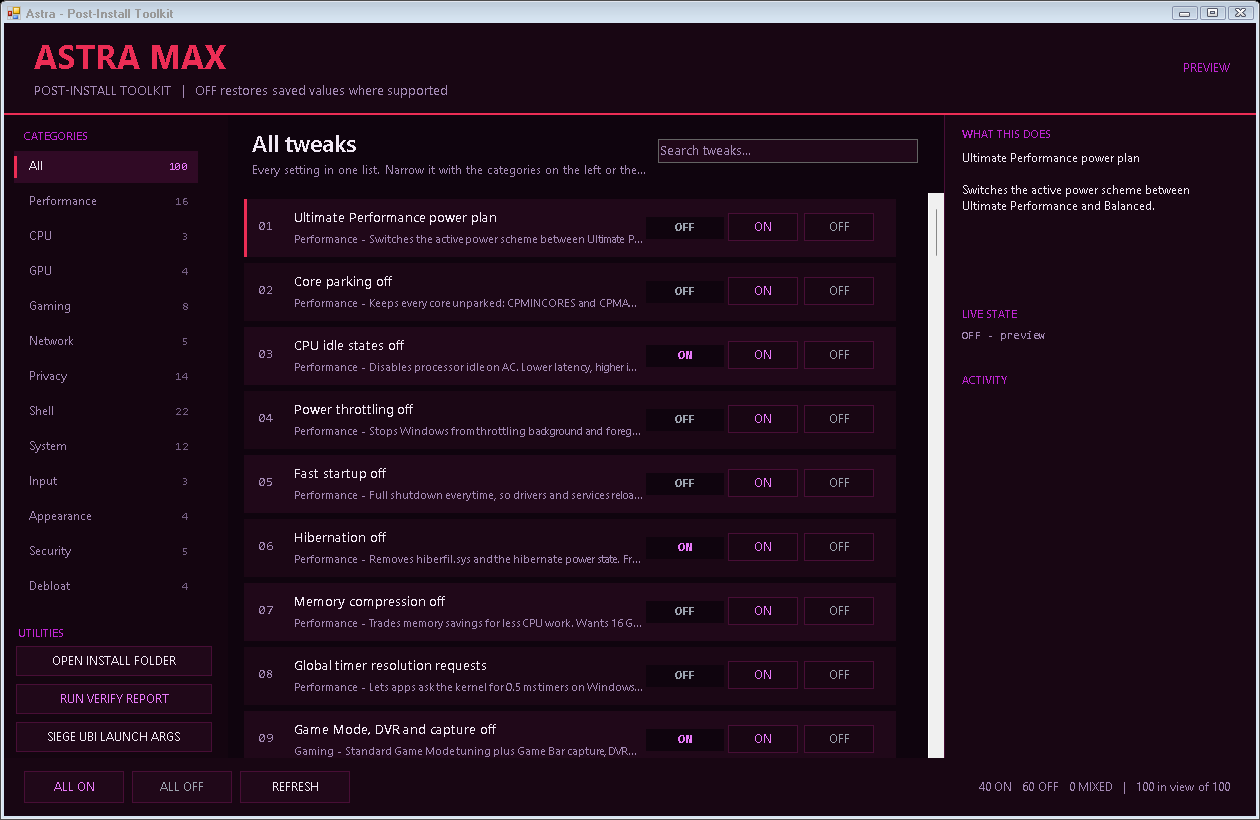 Astra - Post-Install Toolkit
ASTRA MAX
POST-INSTALL TOOLKIT | OFF restores saved values where supported
PREVIEW
CATEGORIES
All 100
Performance 16
CPU 3
GPU 4
Gaming 8
Network 5
Privacy 14
Shell 22
System 12
Input 3
Appearance 4
Security 5
Debloat 4
UTILITIES
OPEN INSTALL FOLDER
RUN VERIFY REPORT
SIEGE UBI LAUNCH ARGS
All tweaks
Every setting in one list. Narrow it with the categories on the left or the...
Search tweaks...
01 Ultimate Performance power plan OFF ON OFF
Performance - Switches the active power scheme between Ultimate P...
02 Core parking off OFF ON OFF
Performance - Keeps every core unparked: CPMINCORES and CPMA...
03 CPU idle states off ON ON OFF
Performance - Disables processor idle on AC. Lower latency, higher i...
04 Power throttling off OFF ON OFF
Performance - Stops Windows from throttling background and foreg...
05 Fast startup off OFF ON OFF
Performance - Full shutdown every time, so drivers and services reloa...
06 Hibernation off ON ON OFF
Performance - Removes hiberfil.sys and the hibernate power state. Fr...
07 Memory compression off OFF ON OFF
Performance - Trades memory savings for less CPU work. Wants 16 G...
08 Global timer resolution requests OFF ON OFF
Performance - Lets apps ask the kernel for 0.5 ms timers on Windows...
09 Game Mode, DVR and capture off ON ON OFF
Gaming - Standard Game Mode tuning plus Game Bar capture, DVR...
WHAT THIS DOES
Ultimate Performance power plan
Switches the active power scheme between
Ultimate Performance and Balanced.
LIVE STATE
OFF - preview
ACTIVITY
ALL ON
ALL OFF
REFRESH
40 ON 60 OFF 0 MIXED | 100 in view of 100